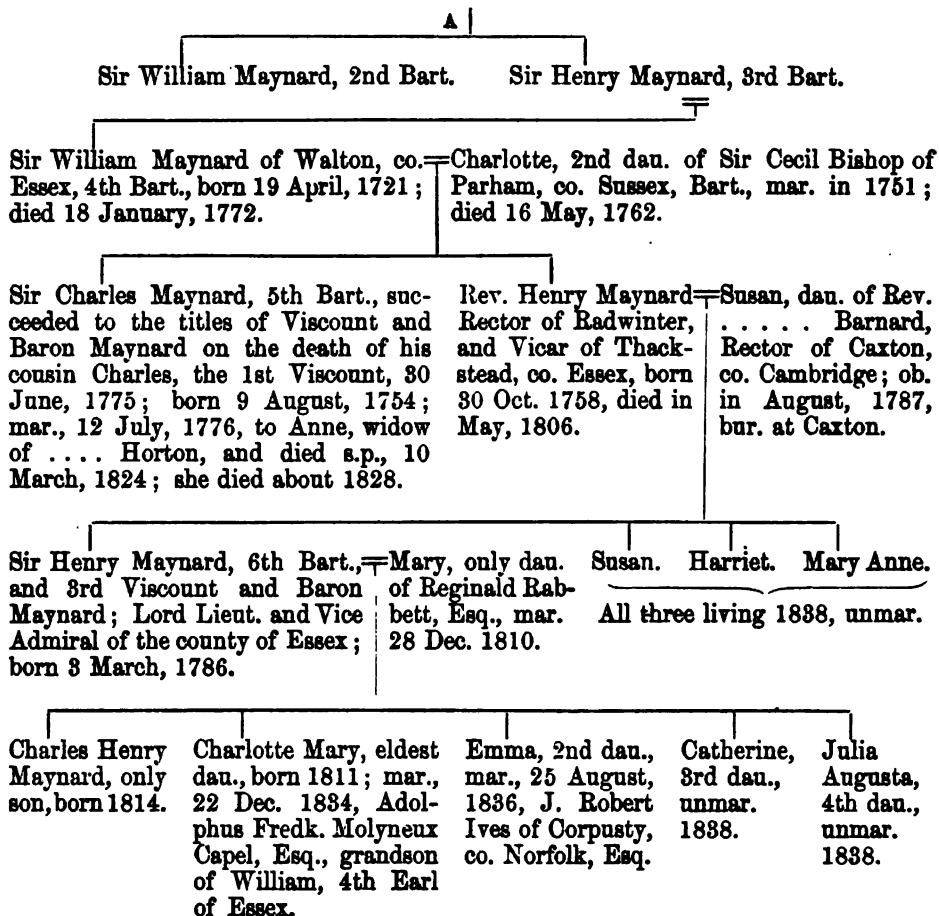 A
Sir William Maynard, 2nd Bart.
Sir Henry Maynard, 3rd Bart.
Sir William Maynard of Walton, co.
Essex, 4th Bart., born 19 April, 1721 ;
died 18 January, 1772.
=Charlotte, 2nd dau. of Sir Cecil Bishop of
Parham, co. Sussex, Bart., mar. in 1751 ;
died 16 May, 1762.
Sir Charles Maynard, 5th Bart., suc-
ceeded to the titles of Viscount and
Baron Maynard on the death of his
cousin Charles, the 1st Viscount, 30
June, 1775 ; born 9 August, 1754 ;
mar., 12 July, 1776, to Anne, widow
of .... Horton, and died s.p., 10
March, 1824 ; she died about 1828.
Rev. Henry Maynard
Rector of Radwinter,
and Vicar of Thack-
stead, co. Essex, born
30 Oct. 1758, died in
May, 1806.
=Susan, dau. of Rev.
. . . . . Barnard,
Rector of Caxton,
co. Cambridge; ob.
in August, 1787,
bur. at Caxton.
Sir Henry Maynard, 6th Bart.,
and 3rd Viscount and Baron
Maynard; Lord Lieut. and Vice
Admiral of the county of Essex ;
born 3 March, 1786.
=Mary, only dau.
of Reginald Rab-
bett, Esq., mar.
28 Dec. 1810.
Susan. Harriet. Mary Anne.
All three living 1838, unmar.
Charles Henry
Maynard, only
son, born 1814.
Charlotte Mary, eldest
dau., born 1811; mar.,
22 Dec. 1834, Adol-
phus Fredk. Molyneux
Capel, Esq., grandson
of William, 4th Earl
of Essex.
Emma, 2nd dau.,
mar., 25 August,
1836, J. Robert
Ives of Corpusty,
co. Norfolk, Esq.
Catherine,
3rd dau.,
unmar.
1838.
Julia
Augusta,
4th dau.,
unmar.
1838.